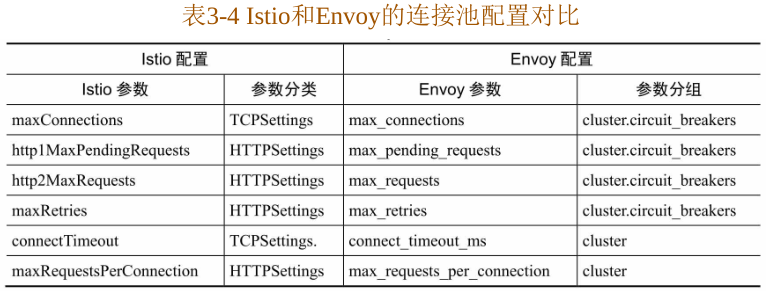 表3-4 Istio和Envoy的连接池配置对比
Istio 配置 Envoy 配置
Istio 参数 参数分类 Envoy 参数 参数分组
maxConnections TCPSettings max_connections cluster.circuit_breakers
http1MaxPendingRequests HTTPSettings max_pending_requests cluster.circuit_breakers
http2MaxRequests HTTPSettings max_requests cluster.circuit_breakers
maxRetries HTTPSettings max_retries cluster.circuit_breakers
connectTimeout TCPSettings. connect_timeout_ms cluster
maxRequestsPerConnection HTTPSettings max_requests_per_connection cluster